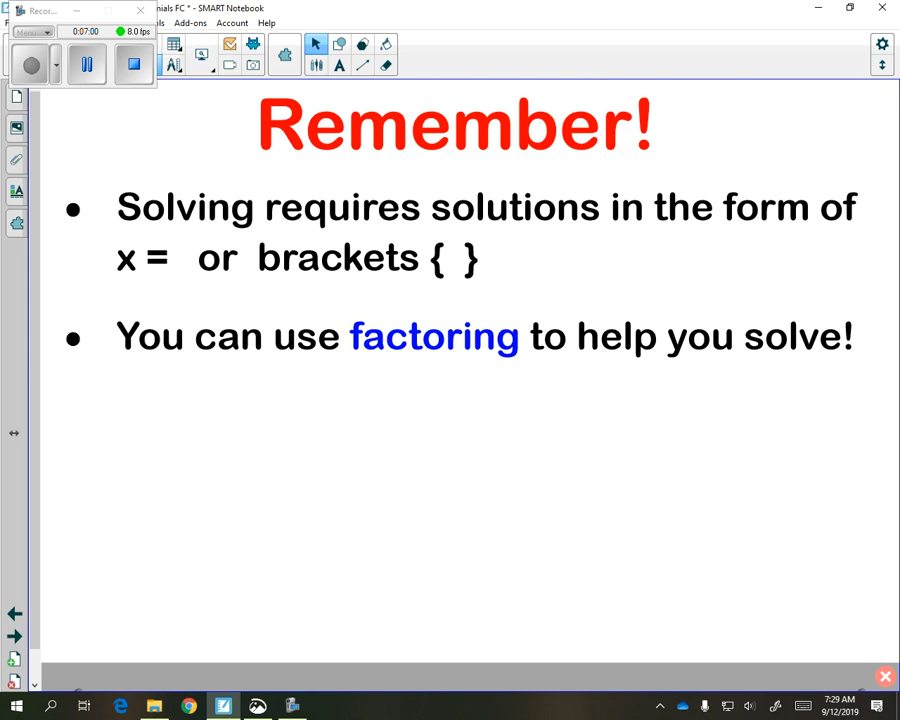 Recor...
nials FC * - SMART Notebook
Menu
0:07:00
8.0 fps
ls Add-ons Account Help
Remember!
• Solving requires solutions in the form of
x = or brackets { }
• You can use factoring to help you solve!
7:29 AM
9/12/2019